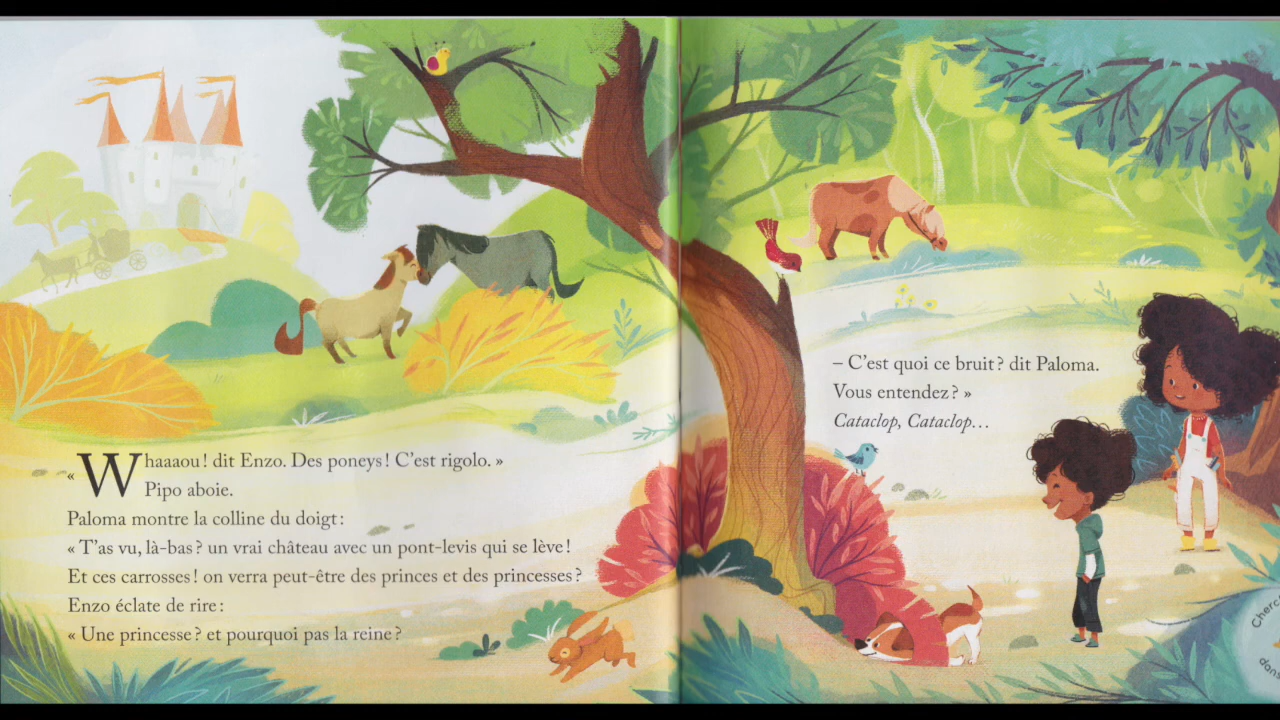 « Whaaaou ! dit Enzo. Des poneys ! C'est rigolo. »
Pipo aboie.
Paloma montre la colline du doigt :
« T'as vu, là-bas ? un vrai château avec un pont-levis qui se lève !
Et ces carrosses ! on verra peut-être des princes et des princesses ?
Enzo éclate de rire :
« Une princesse ? et pourquoi pas la reine ?
– C'est quoi ce bruit ? dit Paloma.
Vous entendez ? »
Cataclop, Cataclop…
dans